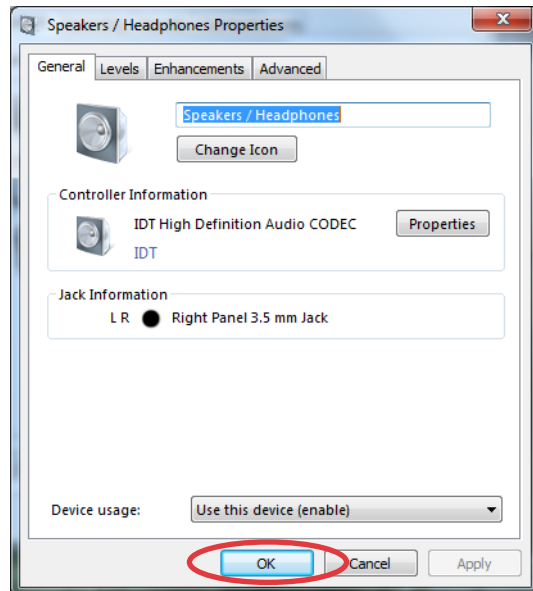 Speakers / Headphones Properties
X
General Levels Enhancements Advanced
Speakers / Headphones
Change Icon
Controller Information
IDT High Definition Audio CODEC Properties
IDT
Jack Information
L R Right Panel 3.5 mm Jack
Device usage: Use this device (enable)
OK Cancel Apply